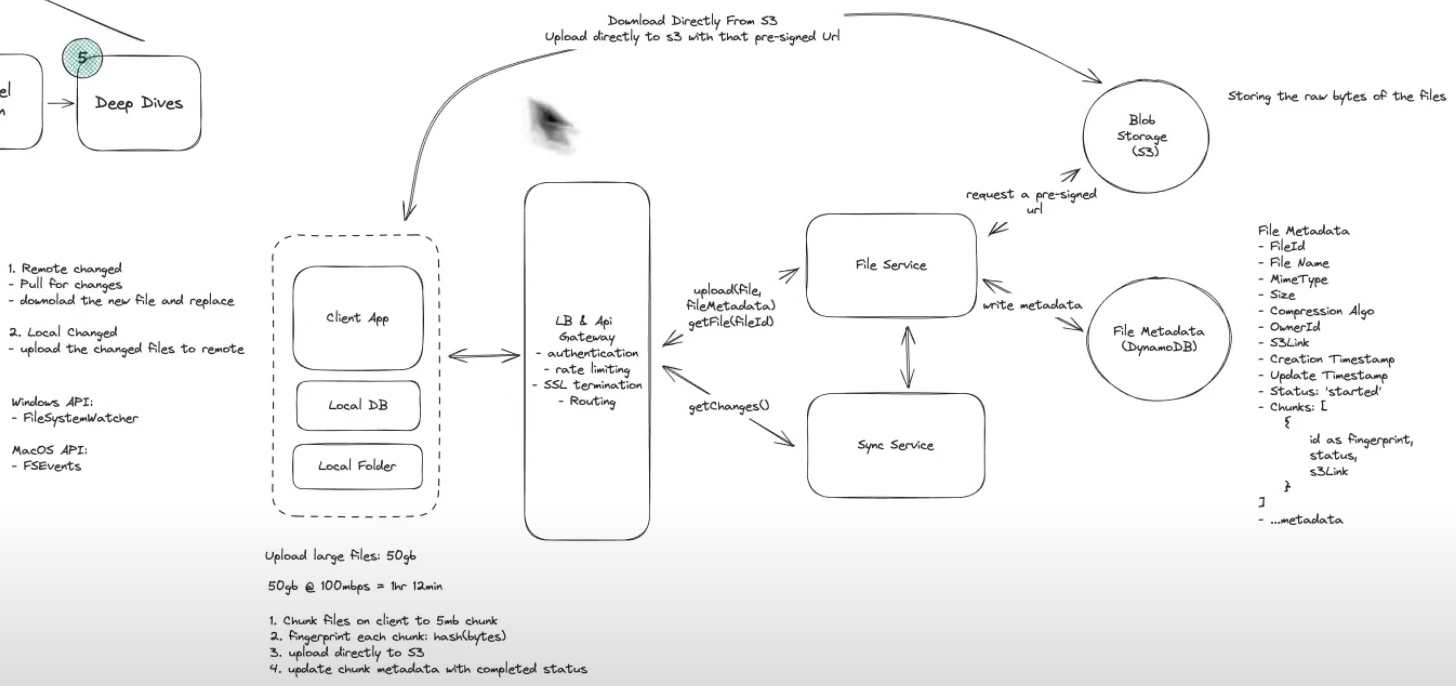 Download Directly From S3
Upload directly to s3 with that pre-signed Url
el
n
5
Deep Dives
Blob
Storage
(S3)
Storing the raw bytes of the files
request a pre-signed
url
1. Remote changed
- Pull for changes
- downolad the new file and replace
2. Local Changed
- upload the changed files to remote
Windows API:
- FileSystemWatcher
MacOS API:
- FSEvents
Client App
Local DB
Local Folder
LB & Api
Gateway
- authentication
- rate limiting
- SSL termination
- Routing
upload(file,
fileMetadata)
getFile(fileId)
getChanges()
File Service
Sync Service
write metadata
File Metadata
(DynamoDB)
File Metadata
- FileId
- File Name
- MimeType
- Size
- Compression Algo
- OwnerId
- S3Link
- Creation Timestamp
- Update Timestamp
- Status: 'started'
- Chunks: [
{
id as fingerprint,
status,
s3Link
}
]
- ...metadata
Upload large files: 50gb
50gb @ 100mbps = 1hr 12min
1. Chunk files on client to 5mb chunk
2. fingerprint each chunk: hash(bytes)
3. upload directly to S3
4. update chunk metadata with completed status